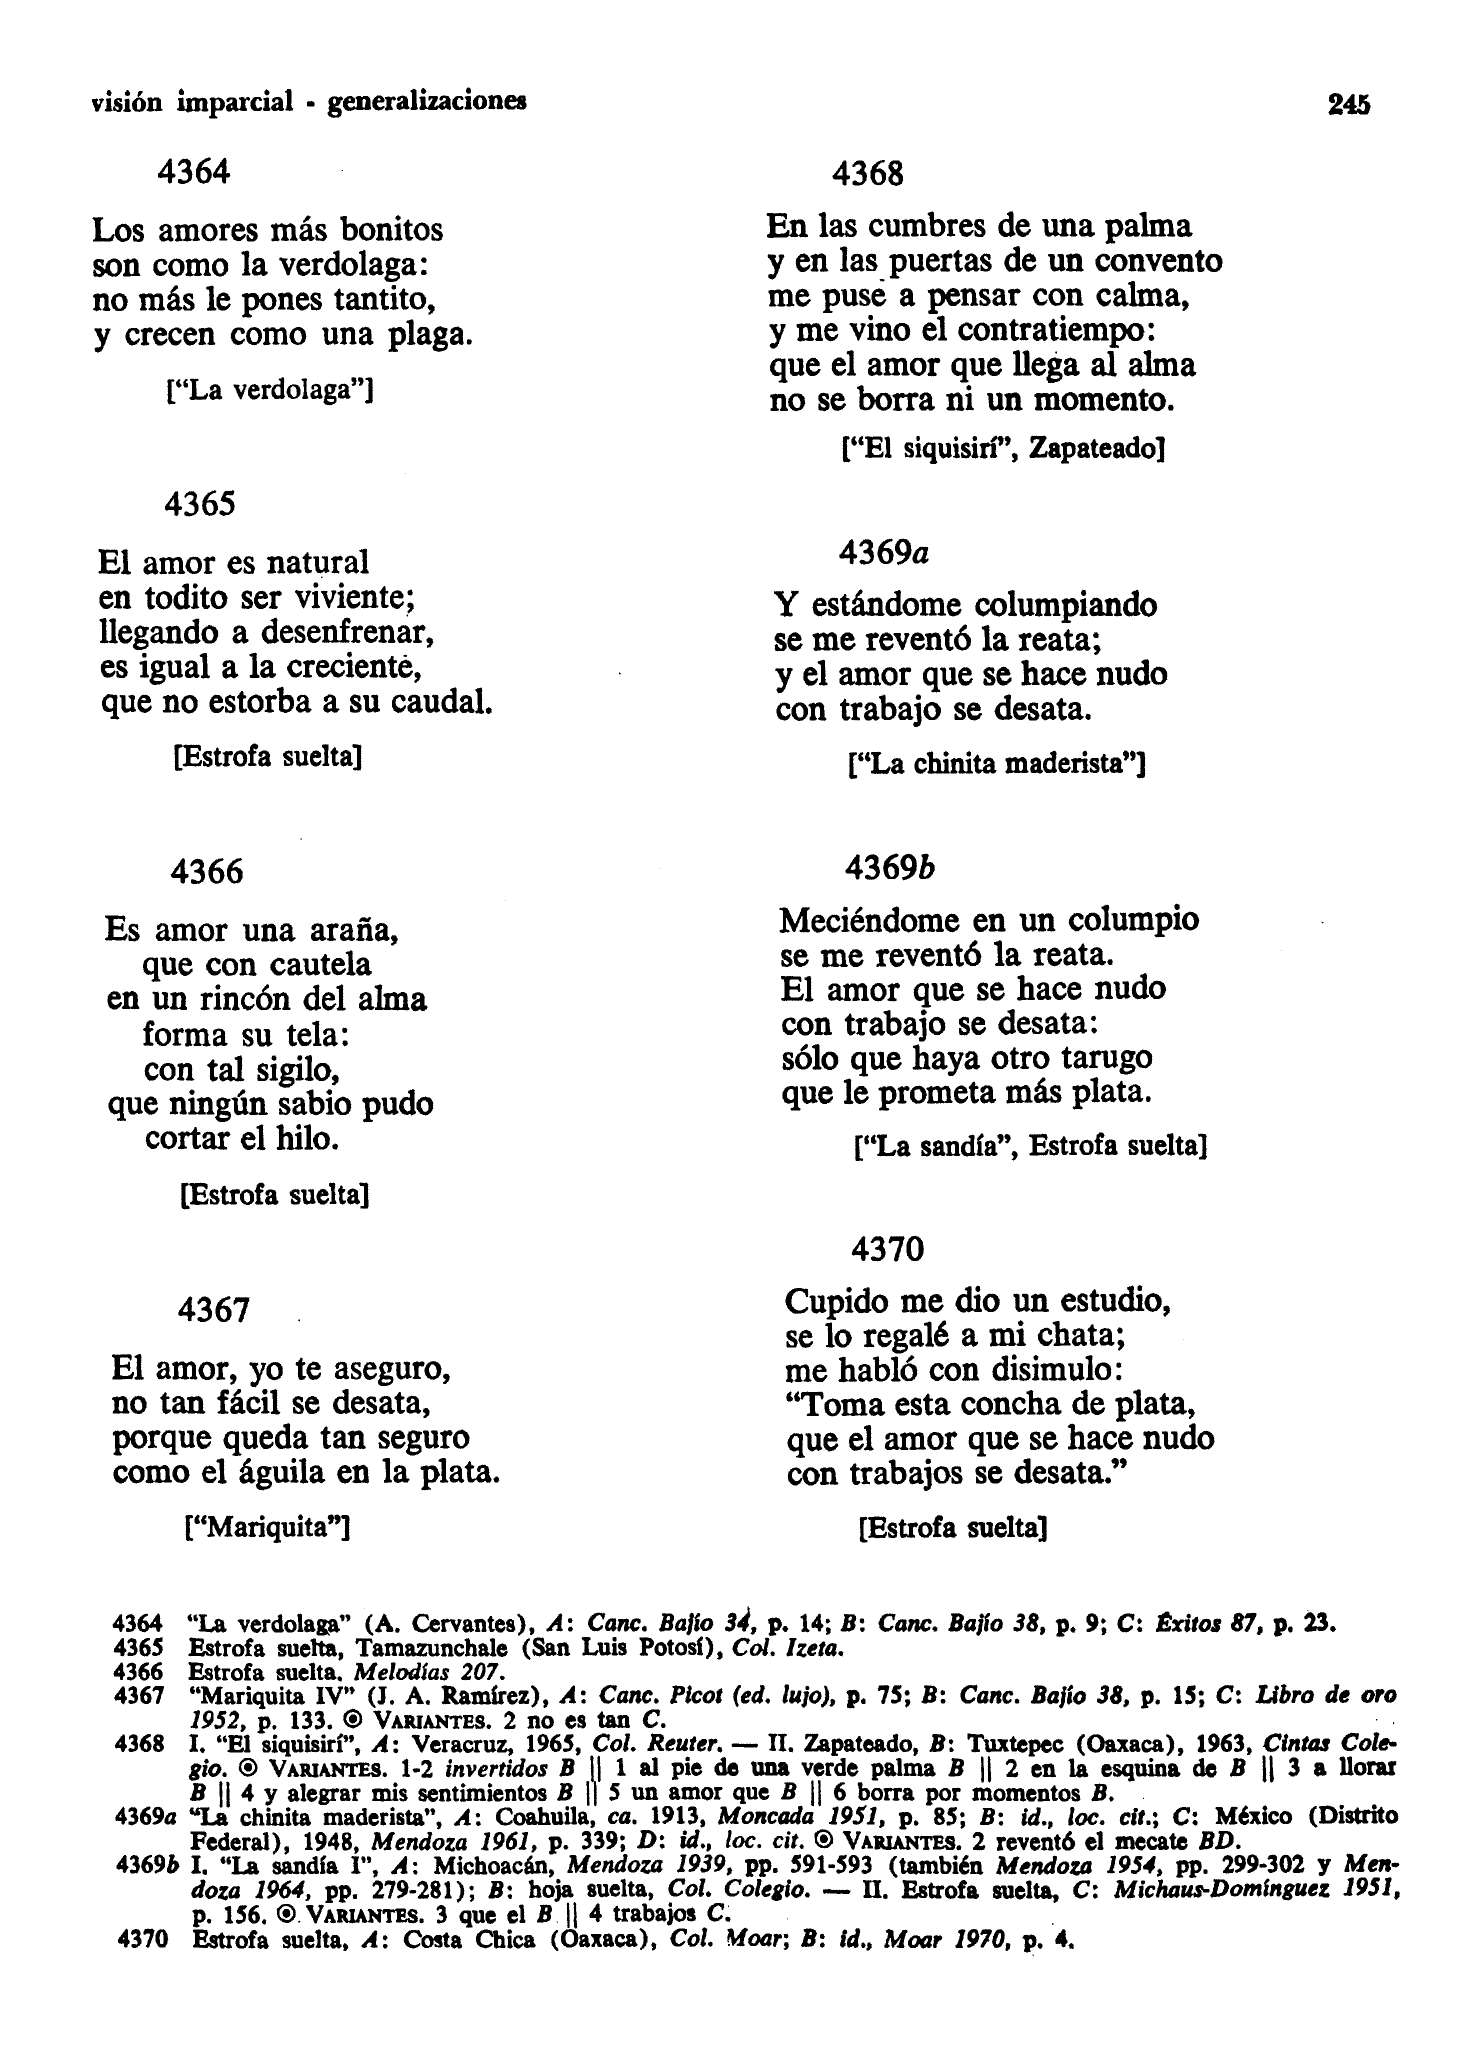 visión imparcial - generalizaciones 245
4364
Los amores más bonitos
son como la verdolaga:
no más le pones tantito,
y crecen como una plaga.
["La verdolaga"]
4365
El amor es natural
en todito ser viviente;
llegando a desenfrenar,
es igual a la creciente,
que no estorba a su caudal.
[Estrofa suelta]
4366
Es amor una araña,
que con cautela
en un rincón del alma
forma su tela:
con tal sigilo,
que ningún sabio pudo
cortar el hilo.
[Estrofa suelta]
4367
El amor, yo te aseguro,
no tan fácil se desata,
porque queda tan seguro
como el águila en la plata.
["Mariquita"]
4368
En las cumbres de una palma
y en las puertas de un convento
me puse a pensar con calma,
y me vino el contratiempo:
que el amor que llega al alma
no se borra ni un momento.
["El siquisirí", Zapateado]
4369a
Y estándome columpiando
se me reventó la reata;
y el amor que se hace nudo
con trabajo se desata.
["La chinita maderista"]
4369b
Meciéndome en un columpio
se me reventó la reata.
El amor que se hace nudo
con trabajo se desata:
sólo que haya otro tarugo
que le prometa más plata.
["La sandía", Estrofa suelta]
4370
Cupido me dio un estudio,
se lo regalé a mi chata;
me habló con disimulo:
"Toma esta concha de plata,
que el amor que se hace nudo
con trabajos se desata."
[Estrofa suelta]
4364 "La verdolaga" (A. Cervantes), A: Canc. Bajío 34, p. 14; B: Canc. Bajío 38, p. 9; C: Éxitos 87, p. 23.
4365 Estrofa suelta, Tamazunchale (San Luis Potosí), Col. Izeta.
4366 Estrofa suelta. Melodías 207.
4367 "Mariquita IV" (J. A. Ramírez), A: Canc. Picot (ed. lujo), p. 75; B: Canc. Bajío 38, p. 15; C: Libro de oro
1952, p. 133. ⦿ VARIANTES. 2 no es tan C.
4368 I. "El siquisirí", A: Veracruz, 1965, Col. Reuter. — II. Zapateado, B: Tuxtepec (Oaxaca), 1963, Cintas Cole-
gio. ⦿ VARIANTES. 1-2 invertidos B || 1 al pie de una verde palma B || 2 en la esquina de B || 3 a llorar
B || 4 y alegrar mis sentimientos B || 5 un amor que B || 6 borra por momentos B.
4369a "La chinita maderista", A: Coahuila, ca. 1913, Moncada 1951, p. 85; B: id., loc. cit.; C: México (Distrito
Federal), 1948, Mendoza 1961, p. 339; D: id., loc. cit. ⦿ VARIANTES. 2 reventó el mecate BD.
4369b I. "La sandía I", A: Michoacán, Mendoza 1939, pp. 591-593 (también Mendoza 1954, pp. 299-302 y Men-
doza 1964, pp. 279-281); B: hoja suelta, Col. Colegio. — II. Estrofa suelta, C: Michaus-Domínguez 1951,
p. 156. ⦿ VARIANTES. 3 que el B || 4 trabajos C.
4370 Estrofa suelta, A: Costa Chica (Oaxaca), Col. Moar; B: id., Moar 1970, p. 4.